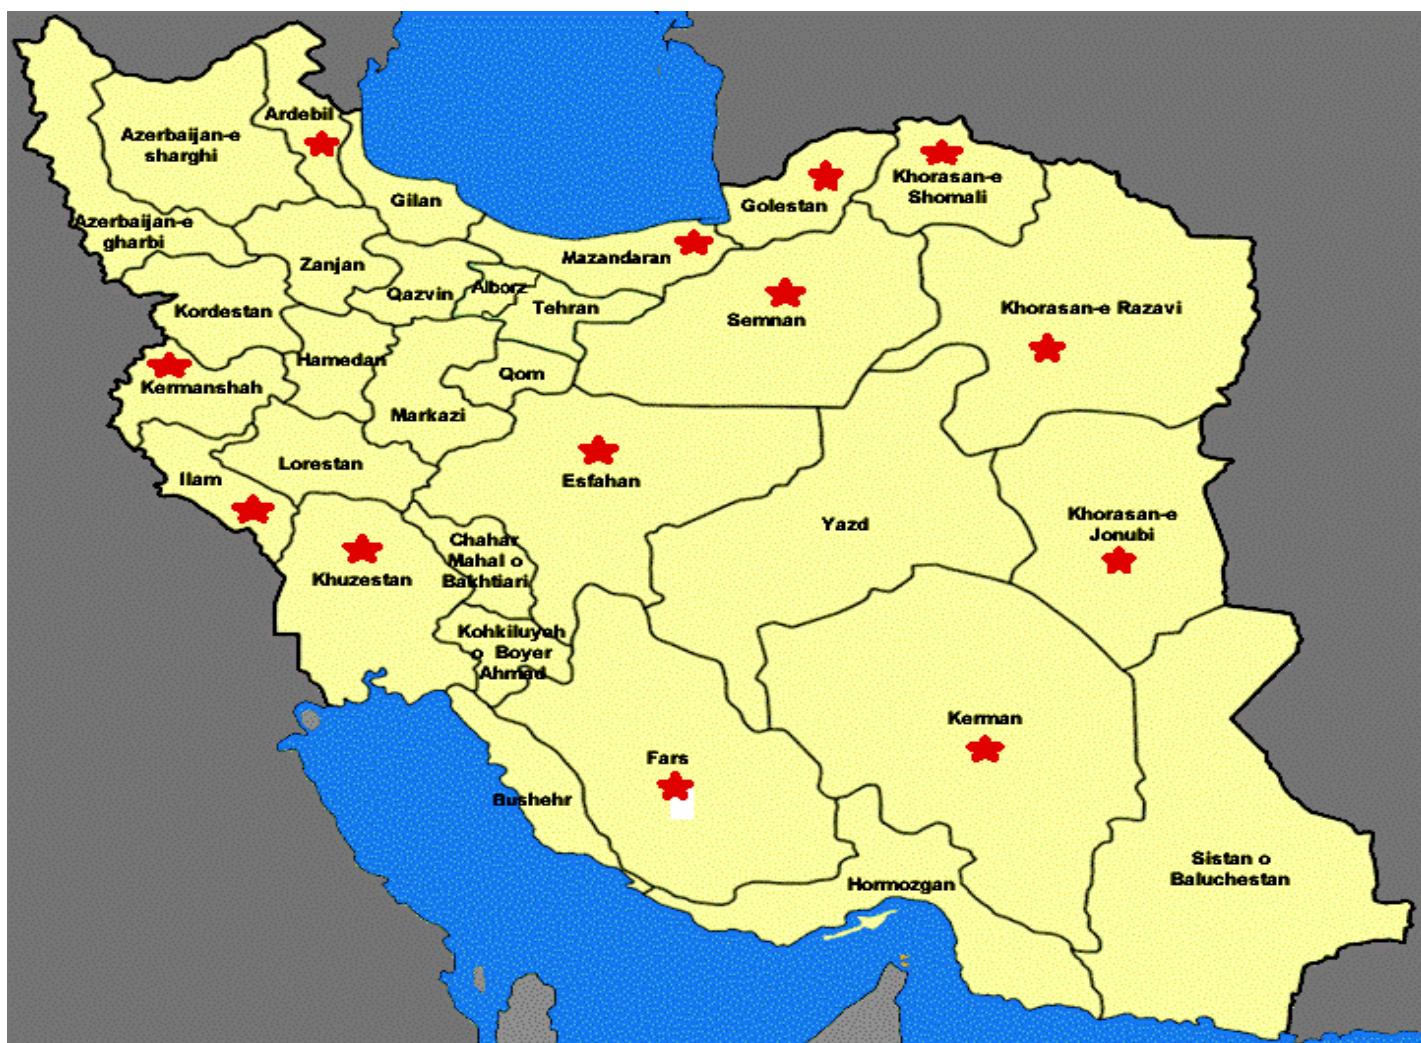 Ardebil
Azerbaijan-e
sharghi
Khorasan-e
Shomali
Gilan
Golestan
Azerbaijan-e
gharbi
Mazandaran
Zanjan
Alborz
Qazvin
Tehran
Khorasan-e Razavi
Kordestan
Semnan
Hamedan
Qom
Kermanshah
Markazi
Lorestan
Ilam
Esfahan
Khorasan-e
Jonubi
Yazd
Chahar
Mahal o
Bakhtiari
Khuzestan
Kohkiluyeh
o Boyer
Ahmad
Kerman
Fars
Bushehr
Sistan o
Baluchestan
Hormozgan